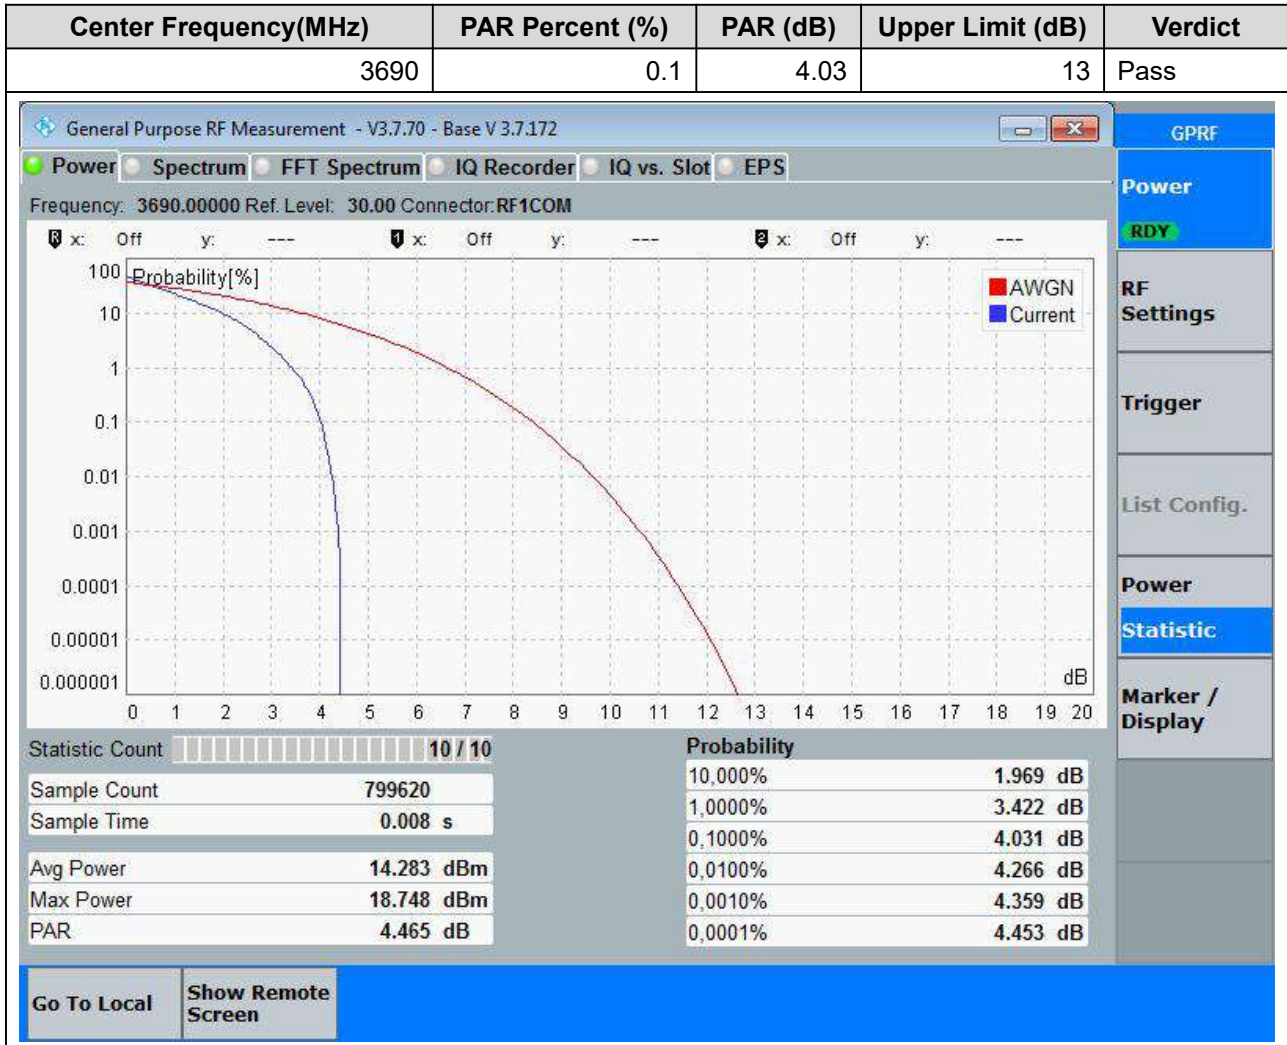 Center Frequency(MHz) PAR Percent (%) PAR (dB) Upper Limit (dB) Verdict
3690 0.1 4.03 13 Pass
General Purpose RF Measurement - V3.7.70 - Base V 3.7.172
GPRF
Power Spectrum FFT Spectrum IQ Recorder IQ vs. Slot EPS
Power
RDY
Frequency: 3690.00000 Ref. Level: 30.00 Connector: RF1COM
R x: Off y: --- 1 x: Off y: --- 2 x: Off y: ---
Probability[%]
AWGN
Current
100
10
1
0.1
0.01
0.001
0.0001
0.00001
0.000001
dB
0 1 2 3 4 5 6 7 8 9 10 11 12 13 14 15 16 17 18 19 20
RF
Settings
Trigger
List Config.
Power
Statistic
Marker /
Display
Statistic Count 10 / 10
Sample Count 799620
Sample Time 0.008 s
Avg Power 14.283 dBm
Max Power 18.748 dBm
PAR 4.465 dB
Probability
10,000% 1.969 dB
1,0000% 3.422 dB
0,1000% 4.031 dB
0,0100% 4.266 dB
0,0010% 4.359 dB
0,0001% 4.453 dB
Go To Local
Show Remote
Screen